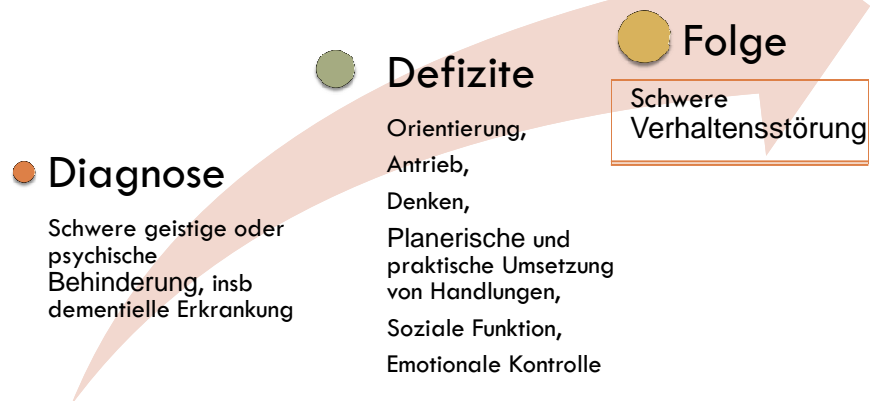 Diagnose
Schwere geistige oder
psychische
Behinderung, insb
dementielle Erkrankung
Defizite
Orientierung,
Antrieb,
Denken,
Planerische und
praktische Umsetzung
von Handlungen,
Soziale Funktion,
Emotionale Kontrolle
Folge
Schwere
Verhaltensstörung